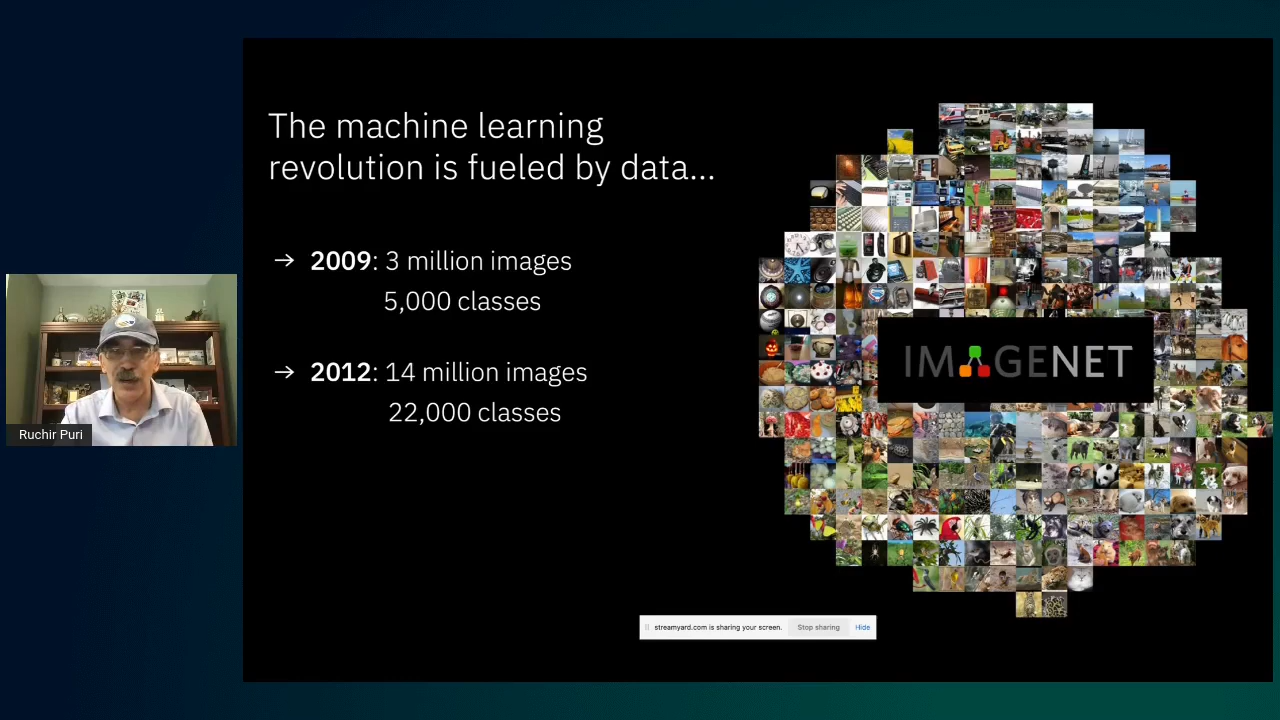 The machine learning
revolution is fueled by data...
→ 2009: 3 million images
5,000 classes
→ 2012: 14 million images
22,000 classes
IMAGENET
Ruchir Puri
streamyard.com is sharing your screen. Stop sharing Hide